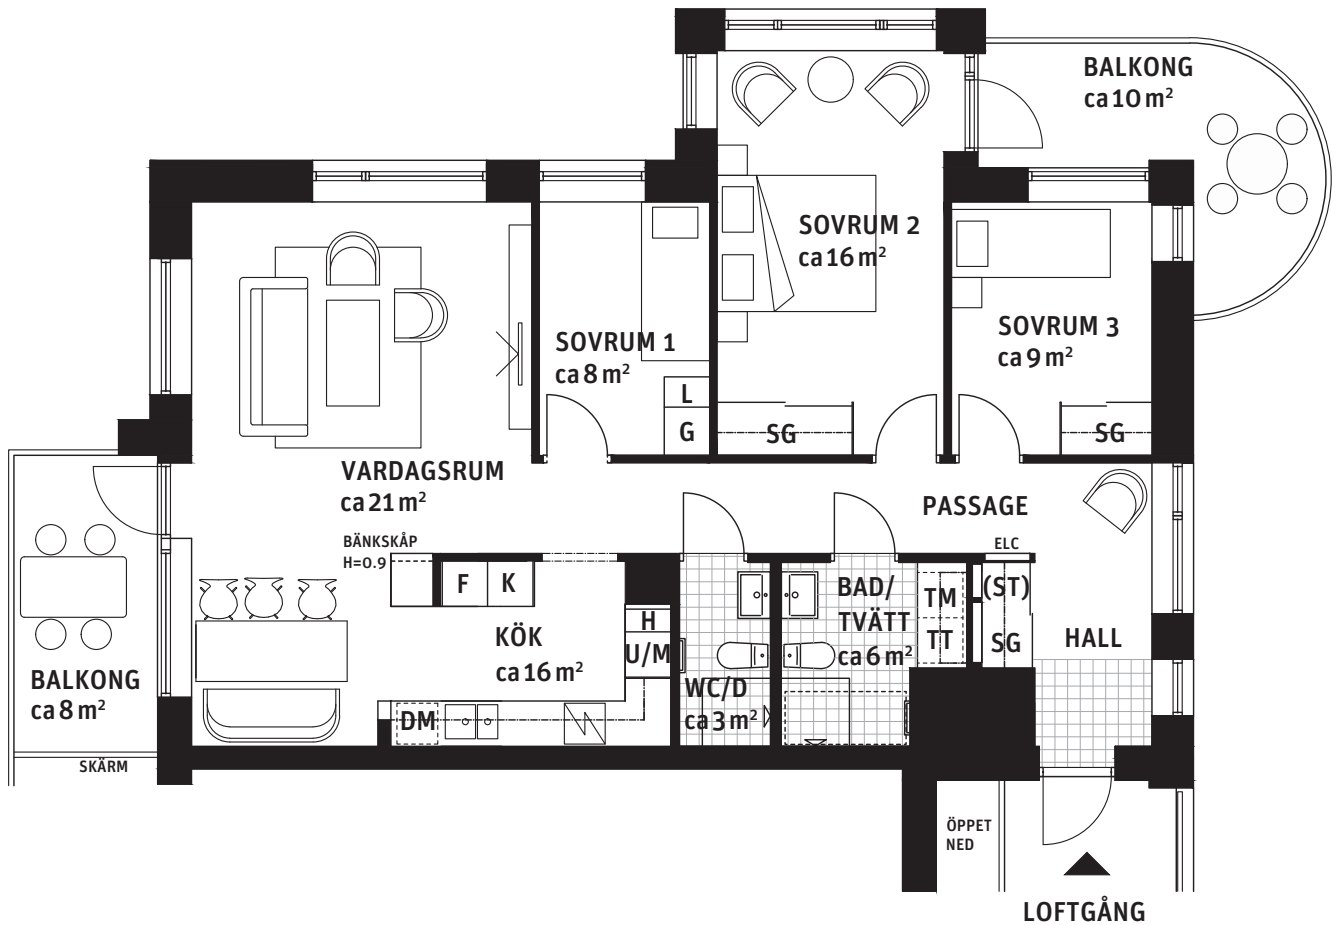 BALKONG
ca 10 m²
SOVRUM 2
ca 16 m²
SOVRUM 3
ca 9 m²
SOVRUM 1
ca 8 m²
L
G
SG
SG
VARDAGSRUM
ca 21 m²
PASSAGE
BÄNKSKÅP
H=0.9
ELC
F
K
KÖK
ca 16 m²
H
U/M
DM
WC/D
ca 3 m²
BAD/
TVÄTT
ca 6 m²
TM
TT
(ST)
SG
HALL
BALKONG
ca 8 m²
SKÄRM
ÖPPET
NED
LOFTGÅNG